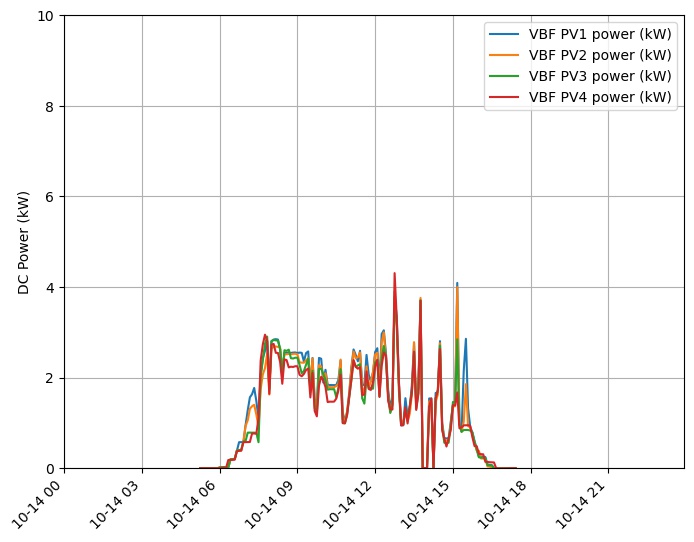 10
8
6
4
2
0
DC Power (kW)
VBF PV1 power (kW)
VBF PV2 power (kW)
VBF PV3 power (kW)
VBF PV4 power (kW)
10-14 00
10-14 03
10-14 06
10-14 09
10-14 12
10-14 15
10-14 18
10-14 21